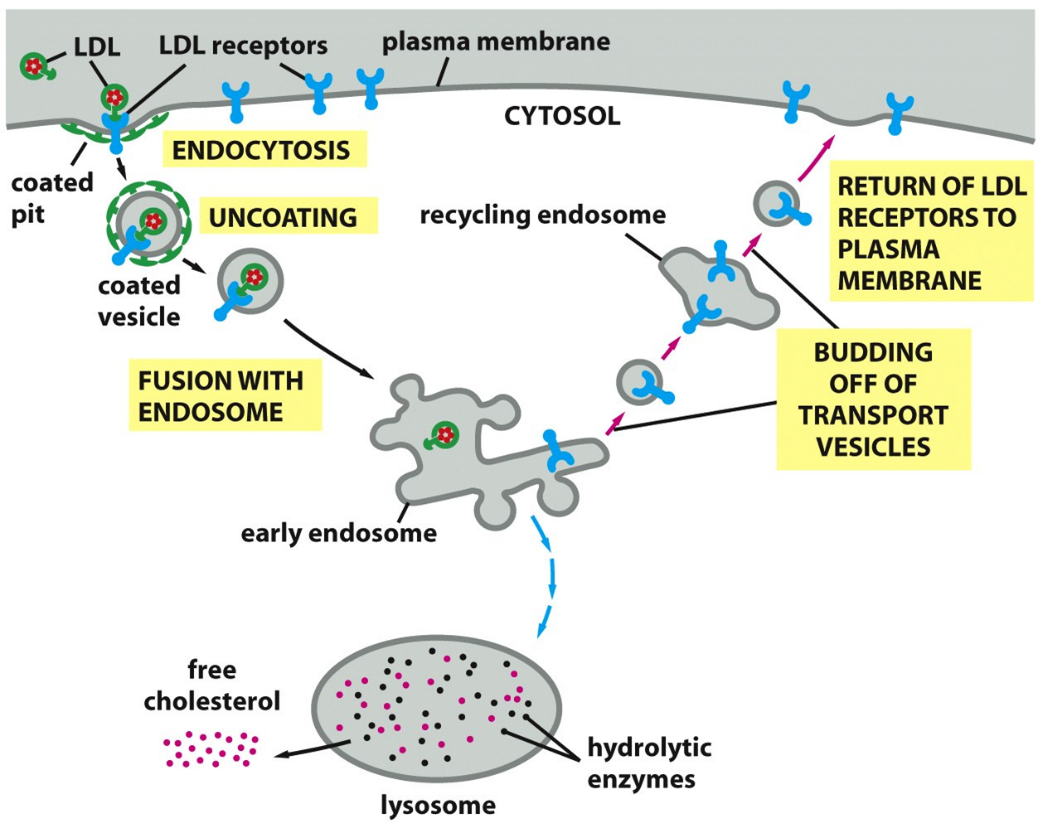 LDL
LDL receptors
plasma membrane
CYTOSOL
ENDOCYTOSIS
coated
pit
UNCOATING
recycling endosome
RETURN OF LDL
RECEPTORS TO
PLASMA
MEMBRANE
coated
vesicle
FUSION WITH
ENDOSOME
BUDDING
OFF OF
TRANSPORT
VESICLES
early endosome
free
cholesterol
hydrolytic
enzymes
lysosome